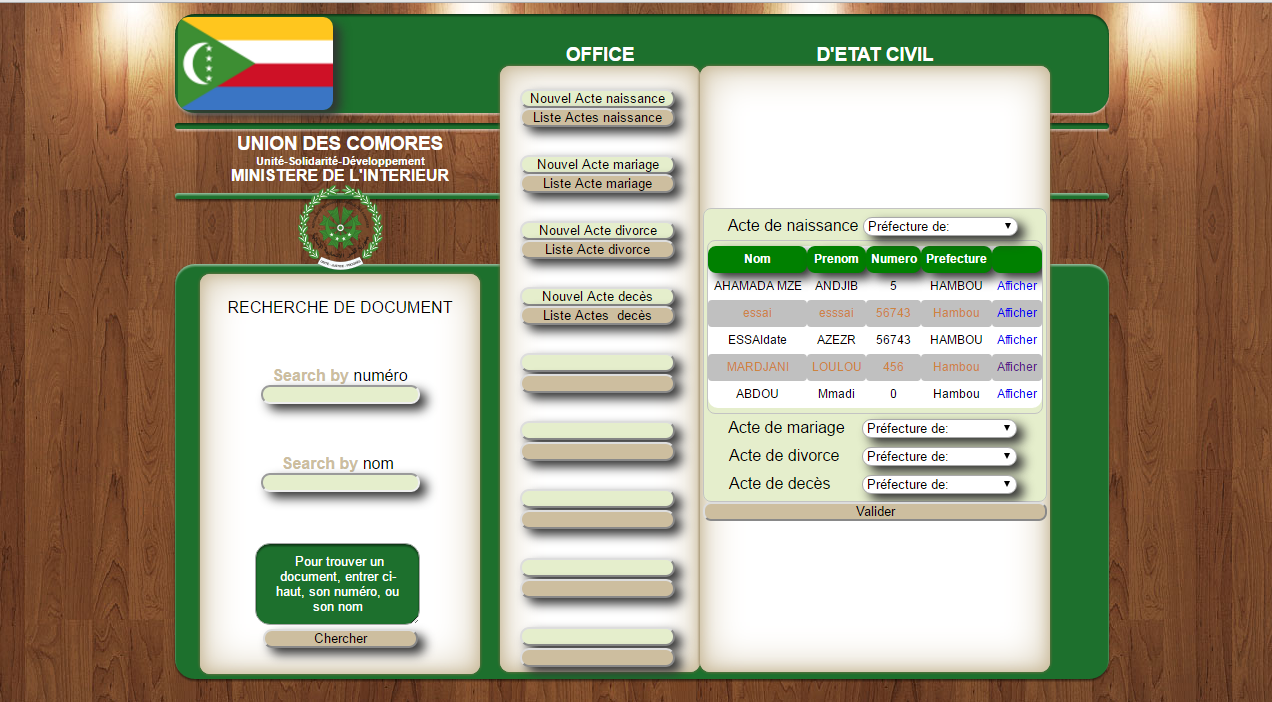 OFFICE
D'ETAT CIVIL
UNION DES COMORES
Unité-Solidarité-Développement
MINISTERE DE L'INTERIEUR
RECHERCHE DE DOCUMENT
Search by numéro
Search by nom
Pour trouver un
document, entrer ci-
haut, son numéro, ou
son nom
Chercher
Nouvel Acte naissance
Liste Actes naissance
Nouvel Acte mariage
Liste Acte mariage
Nouvel Acte divorce
Liste Acte divorce
Nouvel Acte decès
Liste Actes decès
Acte de naissance Préfecture de:
Nom Prenom Numero Prefecture
AHAMADA MZE ANDJIB 5 HAMBOU Afficher
essai esssai 56743 Hambou Afficher
ESSAIdate AZEZR 56743 HAMBOU Afficher
MARDJANI LOULOU 456 Hambou Afficher
ABDOU Mmadi 0 Hambou Afficher
Acte de mariage Préfecture de:
Acte de divorce Préfecture de:
Acte de decès Préfecture de:
Valider